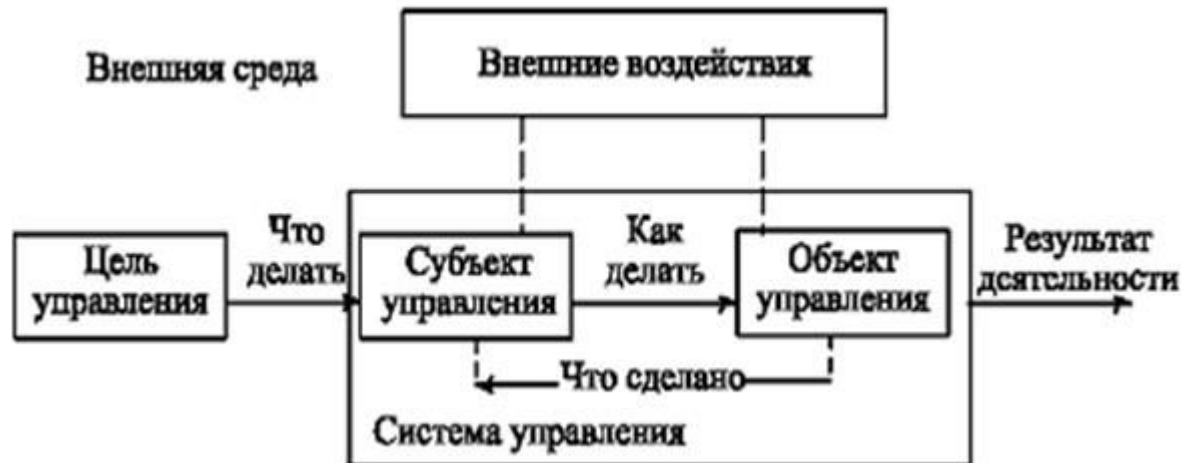 Внешняя среда
Внешние воздействия
Цель
управления
Что
делать
Субъект
управления
Как
делать
Объект
управления
Результат
деятельности
Что сделано
Система управления